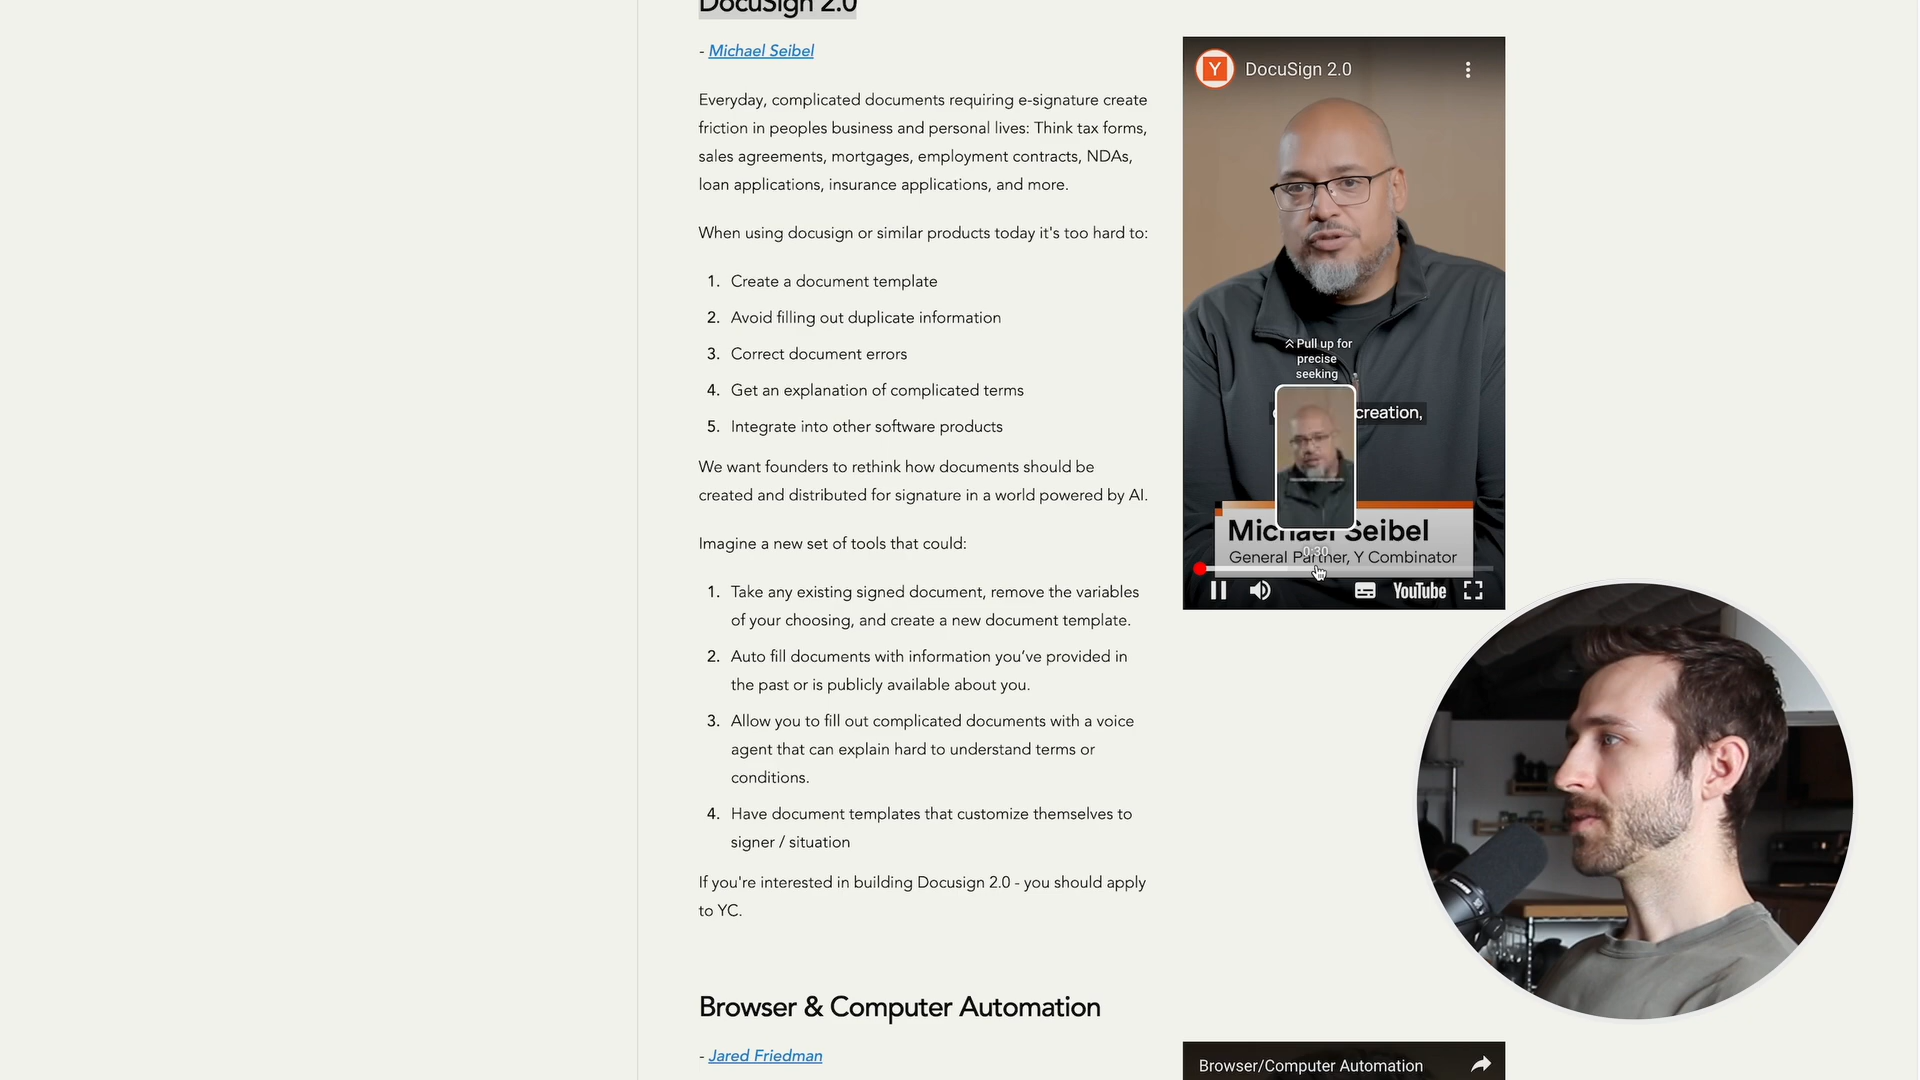 DocuSign 2.0
- Michael Seibel
Everyday, complicated documents requiring e-signature create
friction in peoples business and personal lives: Think tax forms,
sales agreements, mortgages, employment contracts, NDAs,
loan applications, insurance applications, and more.
When using docusign or similar products today it's too hard to:
1. Create a document template
2. Avoid filling out duplicate information
3. Correct document errors
4. Get an explanation of complicated terms
5. Integrate into other software products
We want founders to rethink how documents should be
created and distributed for signature in a world powered by AI.
Imagine a new set of tools that could:
1. Take any existing signed document, remove the variables
of your choosing, and create a new document template.
2. Auto fill documents with information you've provided in
the past or is publicly available about you.
3. Allow you to fill out complicated documents with a voice
agent that can explain hard to understand terms or
conditions.
4. Have document templates that customize themselves to
signer / situation
If you're interested in building Docusign 2.0 - you should apply
to YC.
Browser & Computer Automation
- Jared Friedman
Y DocuSign 2.0
Pull up for
precise
seeking
creation,
Michael Seibel
0:30
General Partner, Y Combinator
YouTube
Browser/Computer Automation